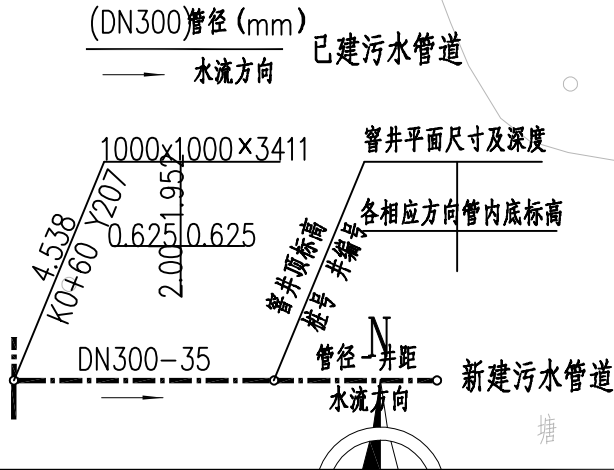 (DN300)管径(mm)
水流方向
已建污水管道
1000×1000×3411
2.005 1.952
0.625 0.625
4.538
K0+60 Y207
窨井平面尺寸及深度
各相应方向管内底标高
窨井顶标高
桩号 井编号
N
DN300-35
管径-井距
水流方向
新建污水管道
塘